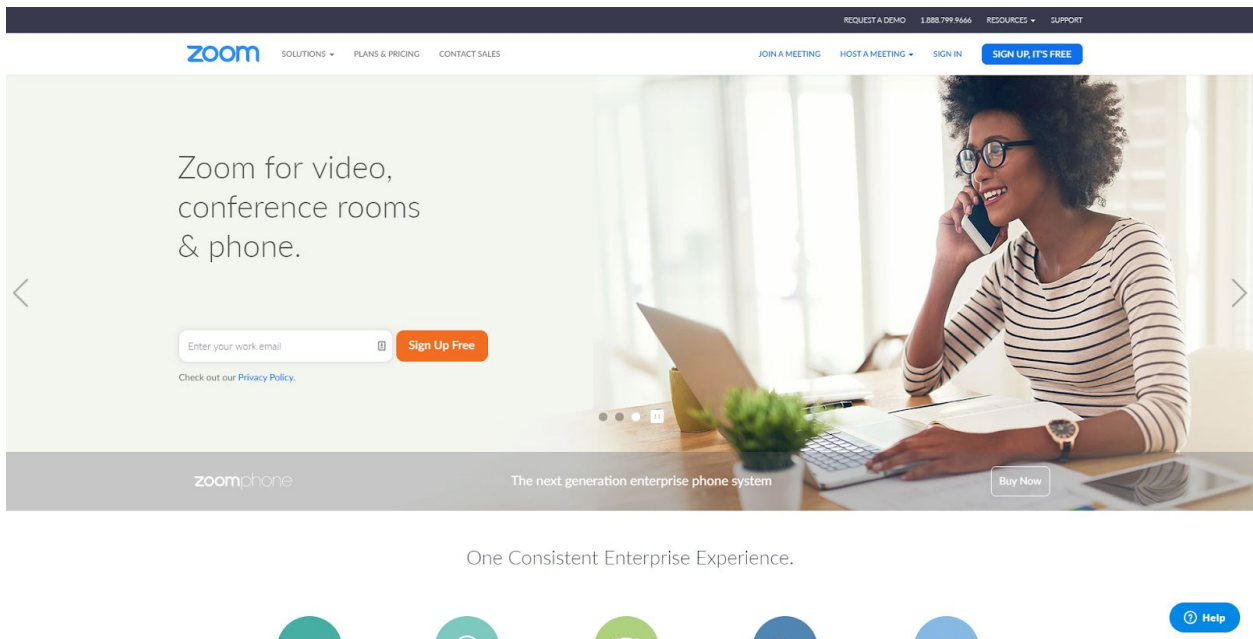 REQUEST A DEMO 1.888.799.9666 RESOURCES SUPPORT
zoom SOLUTIONS PLANS & PRICING CONTACT SALES JOIN A MEETING HOST A MEETING SIGN IN SIGN UP, IT'S FREE
Zoom for video,
conference rooms
& phone.
Enter your work email Sign Up Free
Check out our Privacy Policy.
zoomphone The next generation enterprise phone system Buy Now
One Consistent Enterprise Experience.
Help